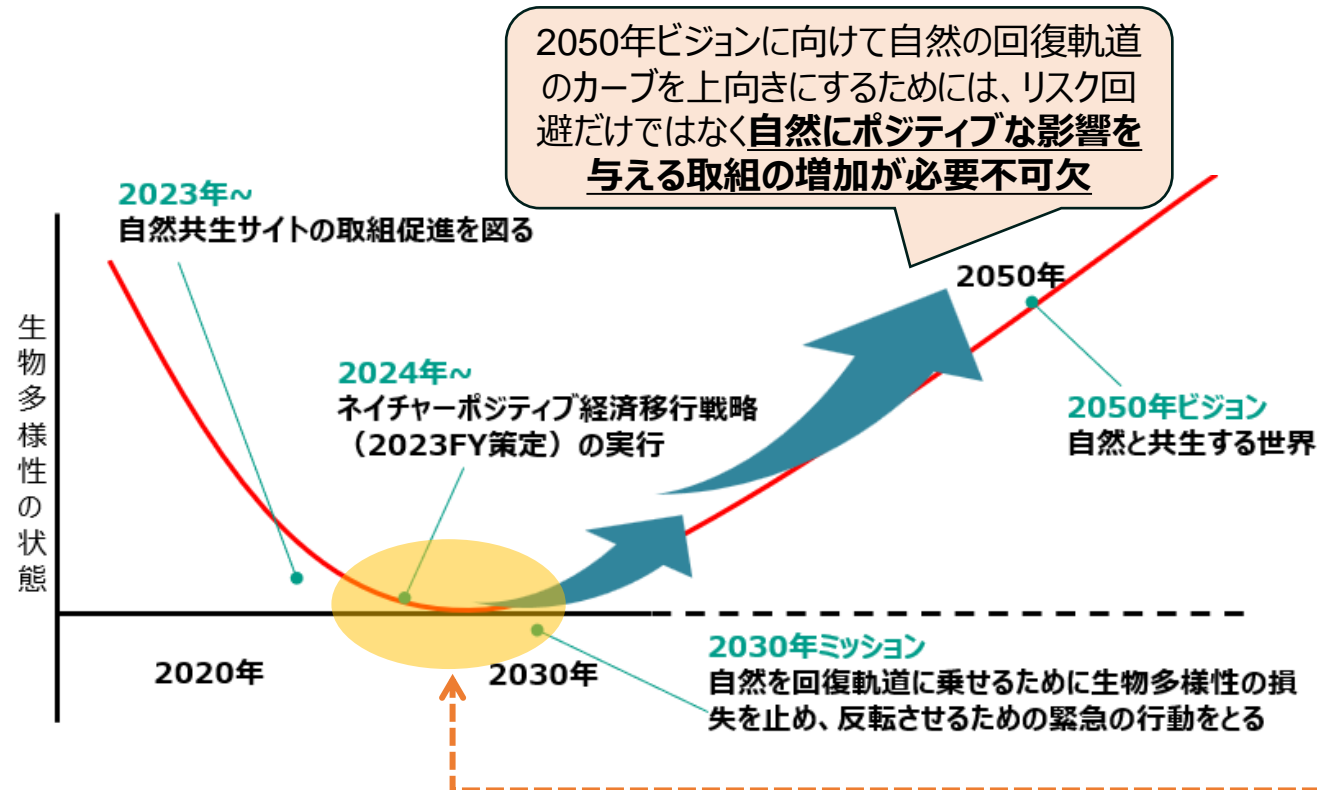 2050年ビジョンに向けて自然の回復軌道
のカーブを上向きにするためには、リスク回
避だけではなく自然にポジティブな影響を
与える取組の増加が必要不可欠
2023年~
自然共生サイトの取組促進を図る
2050年
生物多様性の状態
2024年~
ネイチャーポジティブ経済移行戦略
（2023FY策定）の実行
2050年ビジョン
自然と共生する世界
2020年
2030年
2030年ミッション
自然を回復軌道に乗せるために生物多様性の損
失を止め、反転させるための緊急の行動をとる